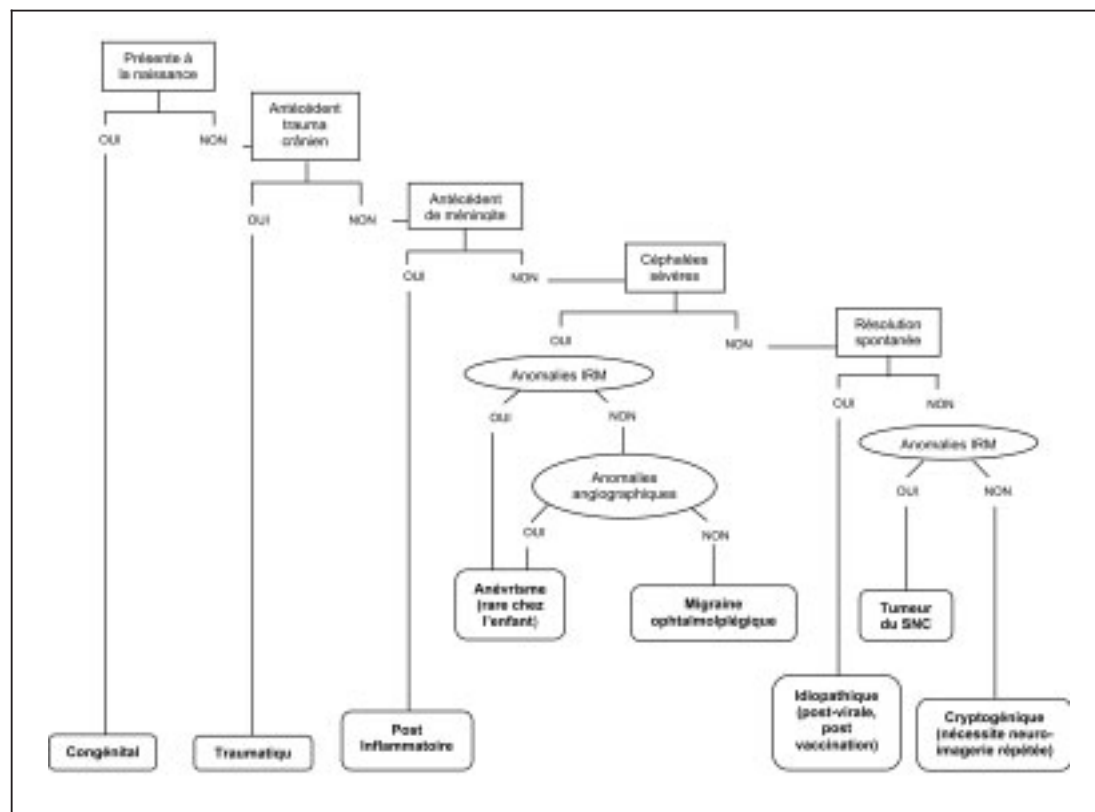 Présente à
la naissance
OUI
NON
Antécédent
trauma
crânien
OUI
NON
Antécédent
de méningite
OUI
NON
Céphalées
sévères
OUI
NON
Résolution
spontanée
Anomalies IRM
OUI
NON
OUI
NON
Anomalies IRM
Anomalies
angiographiques
OUI
NON
OUI
NON
Anévrisme
(rare chez
l'enfant)
Migraine
ophtalmolplégique
Tumeur
du SNC
Idiopathique
(post-virale,
post
vaccination)
Cryptogénique
(nécessite neuro-
imagerie répétée)
Post
Inflammatoire
Congénital
Traumatiqu